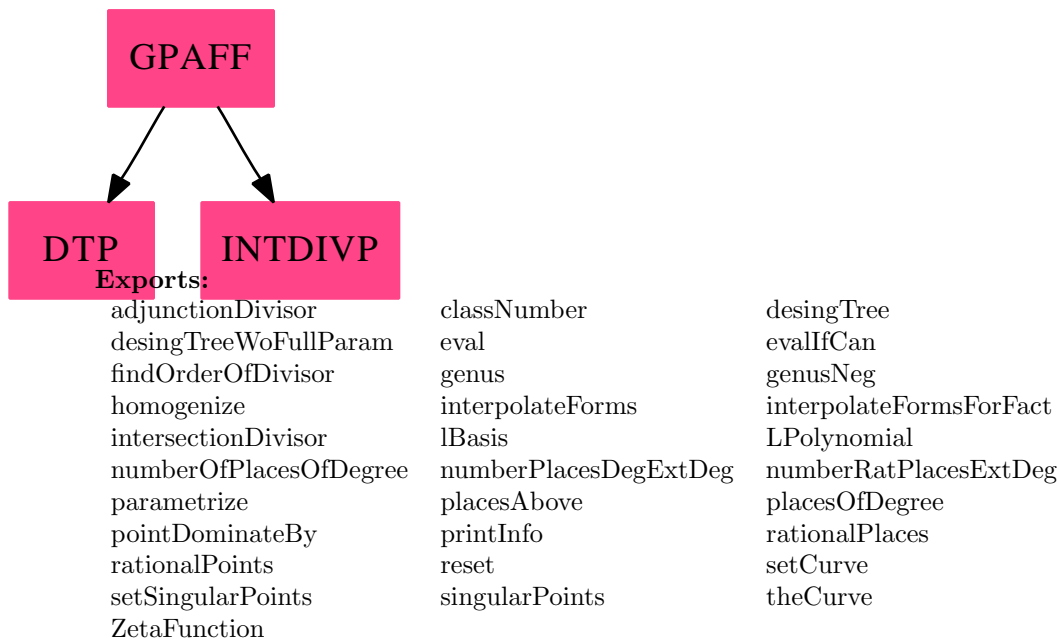 GPAFF
DTP INTDIVP
Exports:
adjunctionDivisor classNumber desingTree
desingTreeWoFullParam eval evalIfCan
findOrderOfDivisor genus genusNeg
homogenize interpolateForms interpolateFormsForFact
intersectionDivisor lBasis LPolynomial
numberOfPlacesOfDegree numberPlacesDegExtDeg numberRatPlacesExtDeg
parametrize placesAbove placesOfDegree
pointDominateBy printInfo rationalPlaces
rationalPoints reset setCurve
setSingularPoints singularPoints theCurve
ZetaFunction